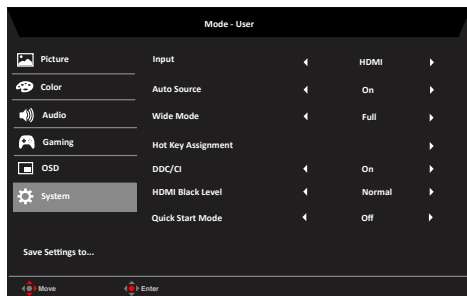 Mode - User
Picture
Input HDMI
Color
Auto Source On
Audio
Wide Mode Full
Gaming
Hot Key Assignment
OSD
DDC/CI On
System
HDMI Black Level Normal
Quick Start Mode Off
Save Settings to...
Move Enter